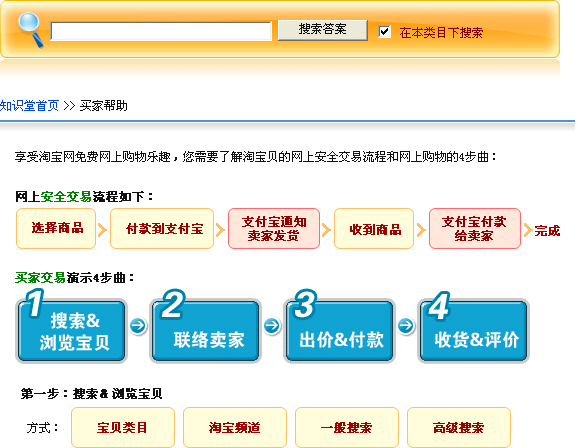 搜索答案 在本类目下搜索
知识堂首页 >> 买家帮助
享受淘宝网免费网上购物乐趣，您需要了解淘宝贝的网上安全交易流程和网上购物的4步曲：
网上安全交易流程如下：
选择商品 付款到支付宝 支付宝通知卖家发货 收到商品 支付宝付款给卖家 完成
买家交易演示4步曲：
1 搜索&浏览宝贝 2 联络卖家 3 出价&付款 4 收货&评价
第一步：搜索& 浏览宝贝
方式： 宝贝类目 淘宝频道 一般搜索 高级搜索